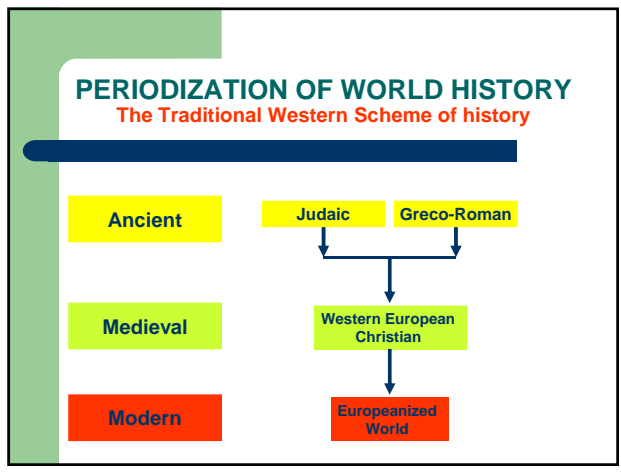 PERIODIZATION OF WORLD HISTORY
The Traditional Western Scheme of history
Ancient
Judaic
Greco-Roman
Medieval
Western European
Christian
Modern
Europeanized
World